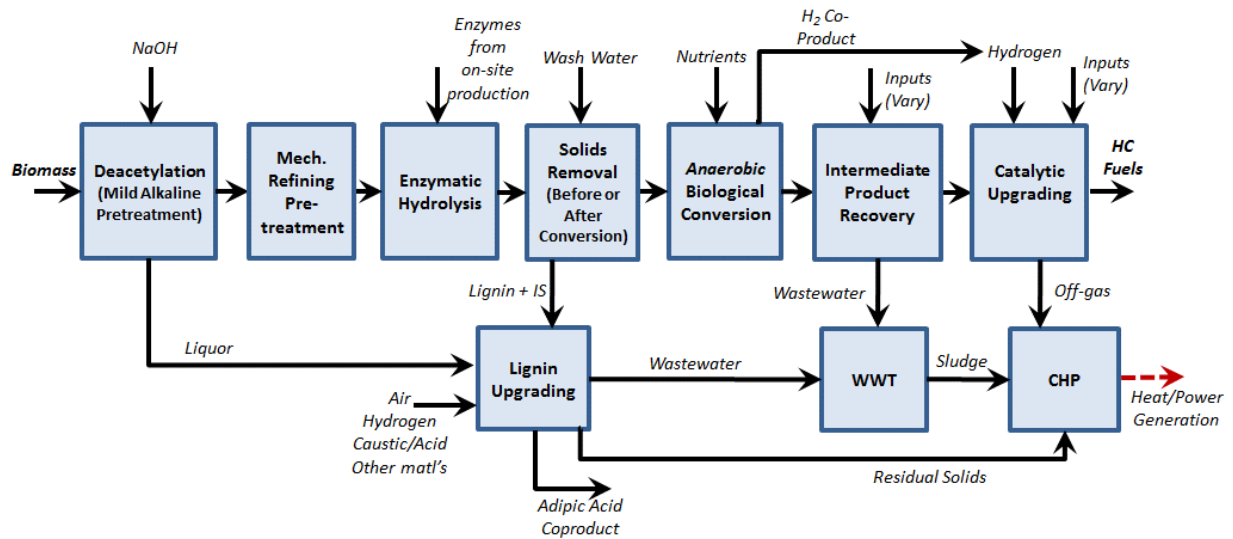 NaOH
Enzymes
from
on-site
production
Wash Water
Nutrients
H2 Co-
Product
Inputs
(Vary)
Hydrogen
Inputs
(Vary)
Biomass
Deacetylation
(Mild Alkaline
Pretreatment)
Mech.
Refining
Pre-
treatment
Enzymatic
Hydrolysis
Solids
Removal
(Before or
After
Conversion)
Anaerobic
Biological
Conversion
Intermediate
Product
Recovery
Catalytic
Upgrading
HC
Fuels
Lignin + IS
Wastewater
Off-gas
Liquor
Lignin
Upgrading
Wastewater
WWT
Sludge
CHP
Heat/Power
Generation
Air
Hydrogen
Caustic/Acid
Other matl's
Residual Solids
Adipic Acid
Coproduct